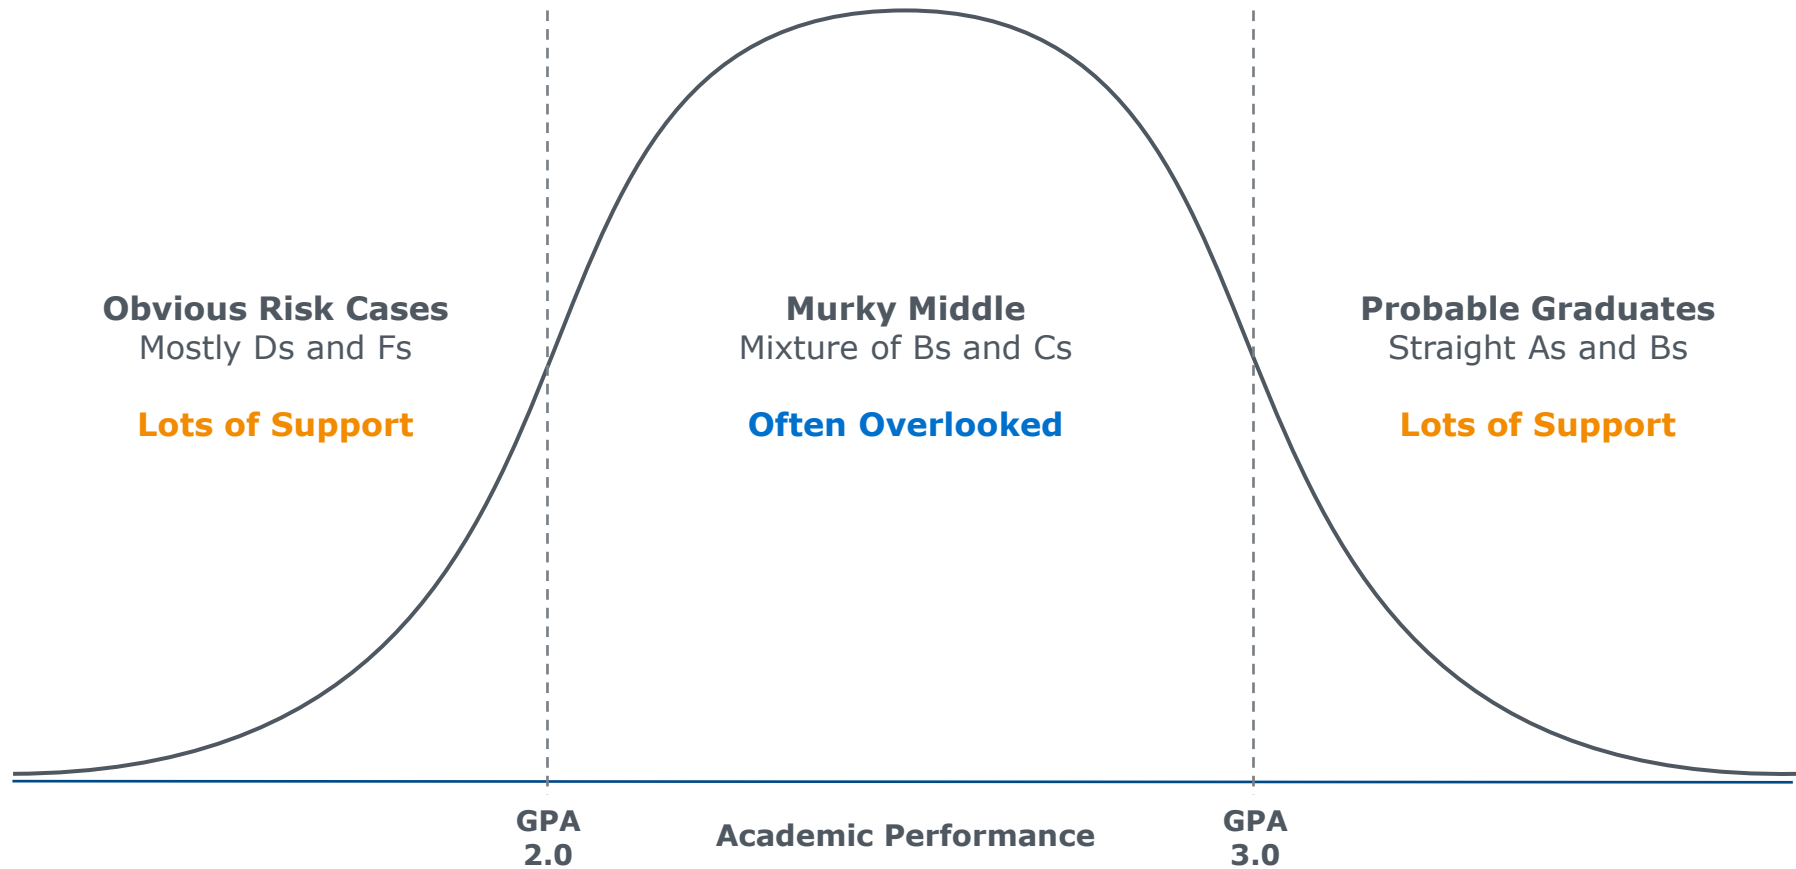 Obvious Risk Cases
Mostly Ds and Fs
Lots of Support
Murky Middle
Mixture of Bs and Cs
Often Overlooked
Probable Graduates
Straight As and Bs
Lots of Support
GPA
2.0
Academic Performance
GPA
3.0